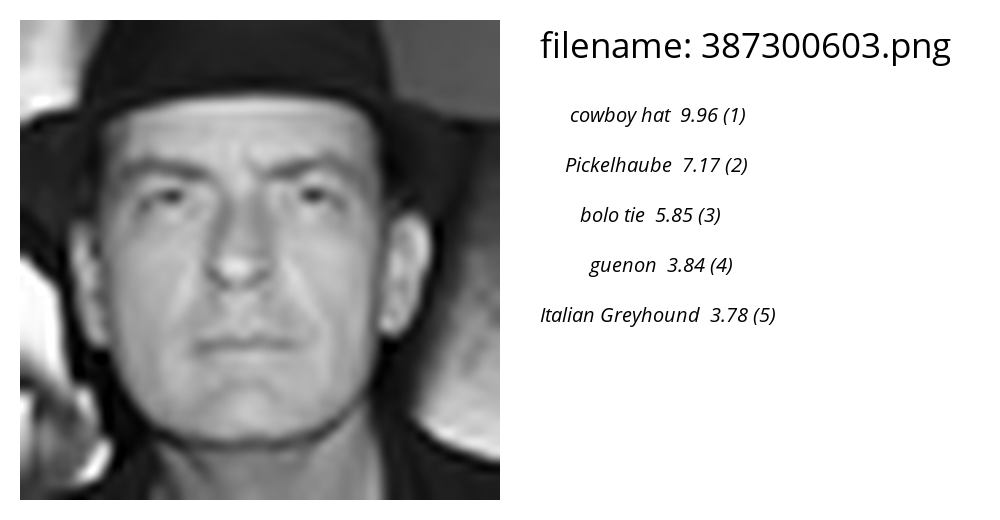 filename: 387300603.png
cowboy hat 9.96 (1)
Pickelhaube 7.17 (2)
bolo tie 5.85 (3)
guenon 3.84 (4)
Italian Greyhound 3.78 (5)